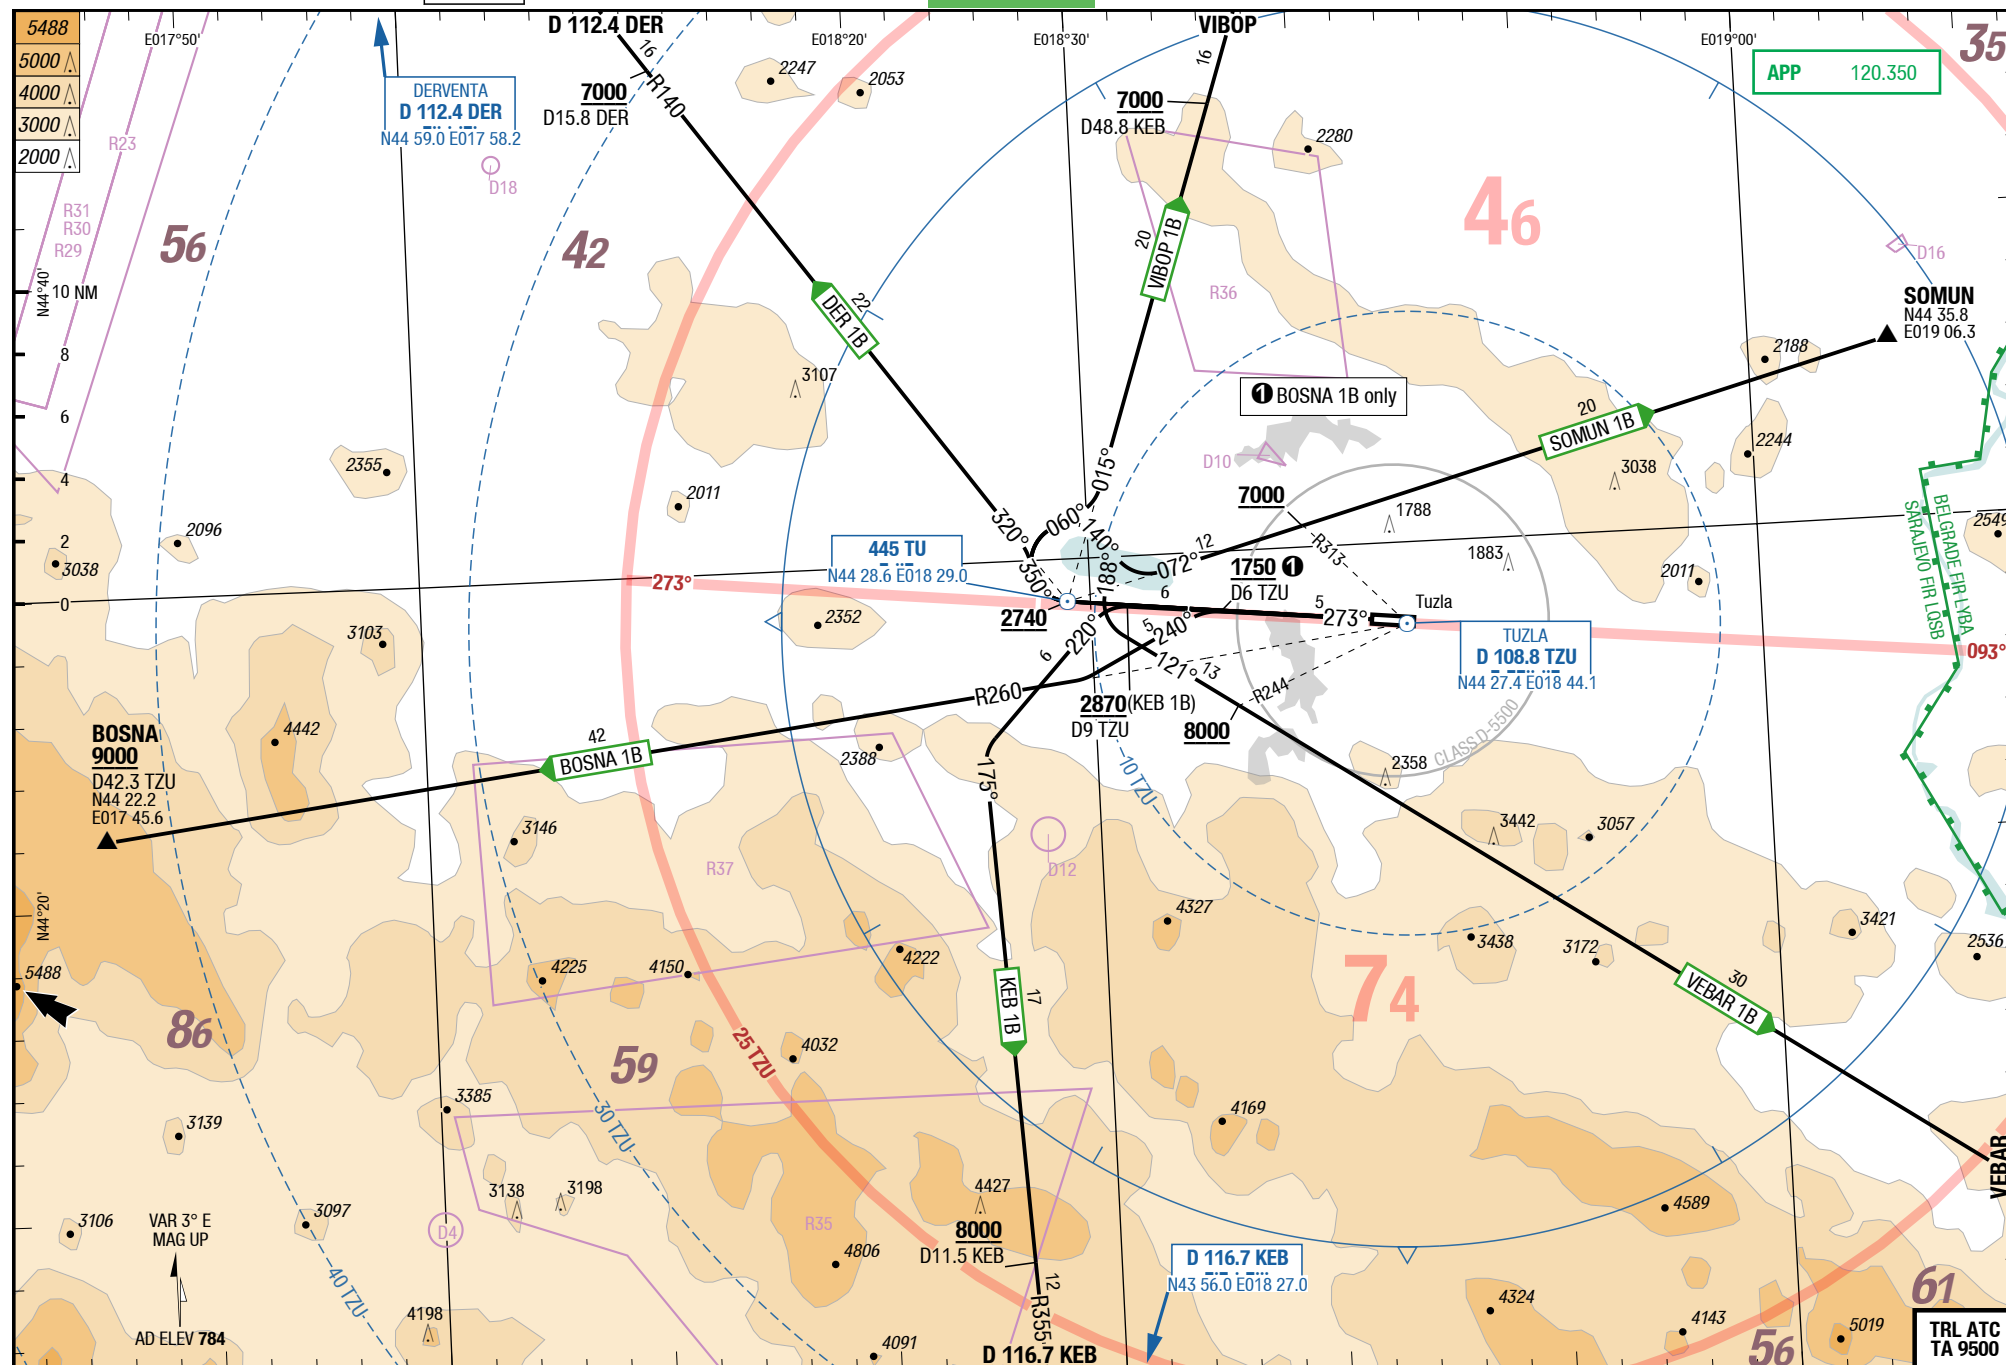 5488
5000
4000
3000
2000
E017°50'
E018°20'
E018°30'
E019°00'
D 112.4 DER
VIBOP
35
APP 120.350
DERVENTA
D 112.4 DER
N44 59.0 E017 58.2
16
R140
7000
D15.8 DER
2247
2053
16
7000
D48.8 KEB
2280
R23
D18
R31
R30
R29
56
42
46
D16
R36
20
VIBOP 1B
N44°40'
10 NM
8
6
4
2
0
22
DER 1B
SOMUN
N44 35.8
E019 06.3
2188
3107
1 BOSNA 1B only
20
SOMUN 1B
2244
2355
2011
D10
3038
7000
1788
2096
3038
320°
060°
015°
140°
350°
188°
072°
12
R313
1883
2011
2549
BELGRADE FIR LYBA
SARAJEVO FIR LQSB
445 TU
N44 28.6 E018 29.0
1750 1
D6 TZU
273°
2740
6
5
273°
Tuzla
2352
3103
220°
240°
5
6
121°
13
TUZLA
D 108.8 TZU
N44 27.4 E018 44.1
093°
R260
R244
2870 (KEB 1B)
D9 TZU
8000
CLASS D-5500
BOSNA
9000
D42.3 TZU
N44 22.2
E017 45.6
4442
42
BOSNA 1B
2388
175°
10 TZU
2358
3146
R37
D12
3442
3057
N44°20'
4327
3438
3172
3421
2536
5488
4225
4150
4222
74
KEB 1B
17
30
VEBAR 1B
86
59
25 TZU
4032
3385
30 TZU
3139
4169
VEBAR
3138
3198
4427
R35
8000
D11.5 KEB
4589
3106
VAR 3° E
MAG UP
3097
D4
4806
D 116.7 KEB
N43 56.0 E018 27.0
61
40 TZU
12
R355
4324
4143
5019
AD ELEV 784
4198
4091
D 116.7 KEB
56
TRL ATC
TA 9500